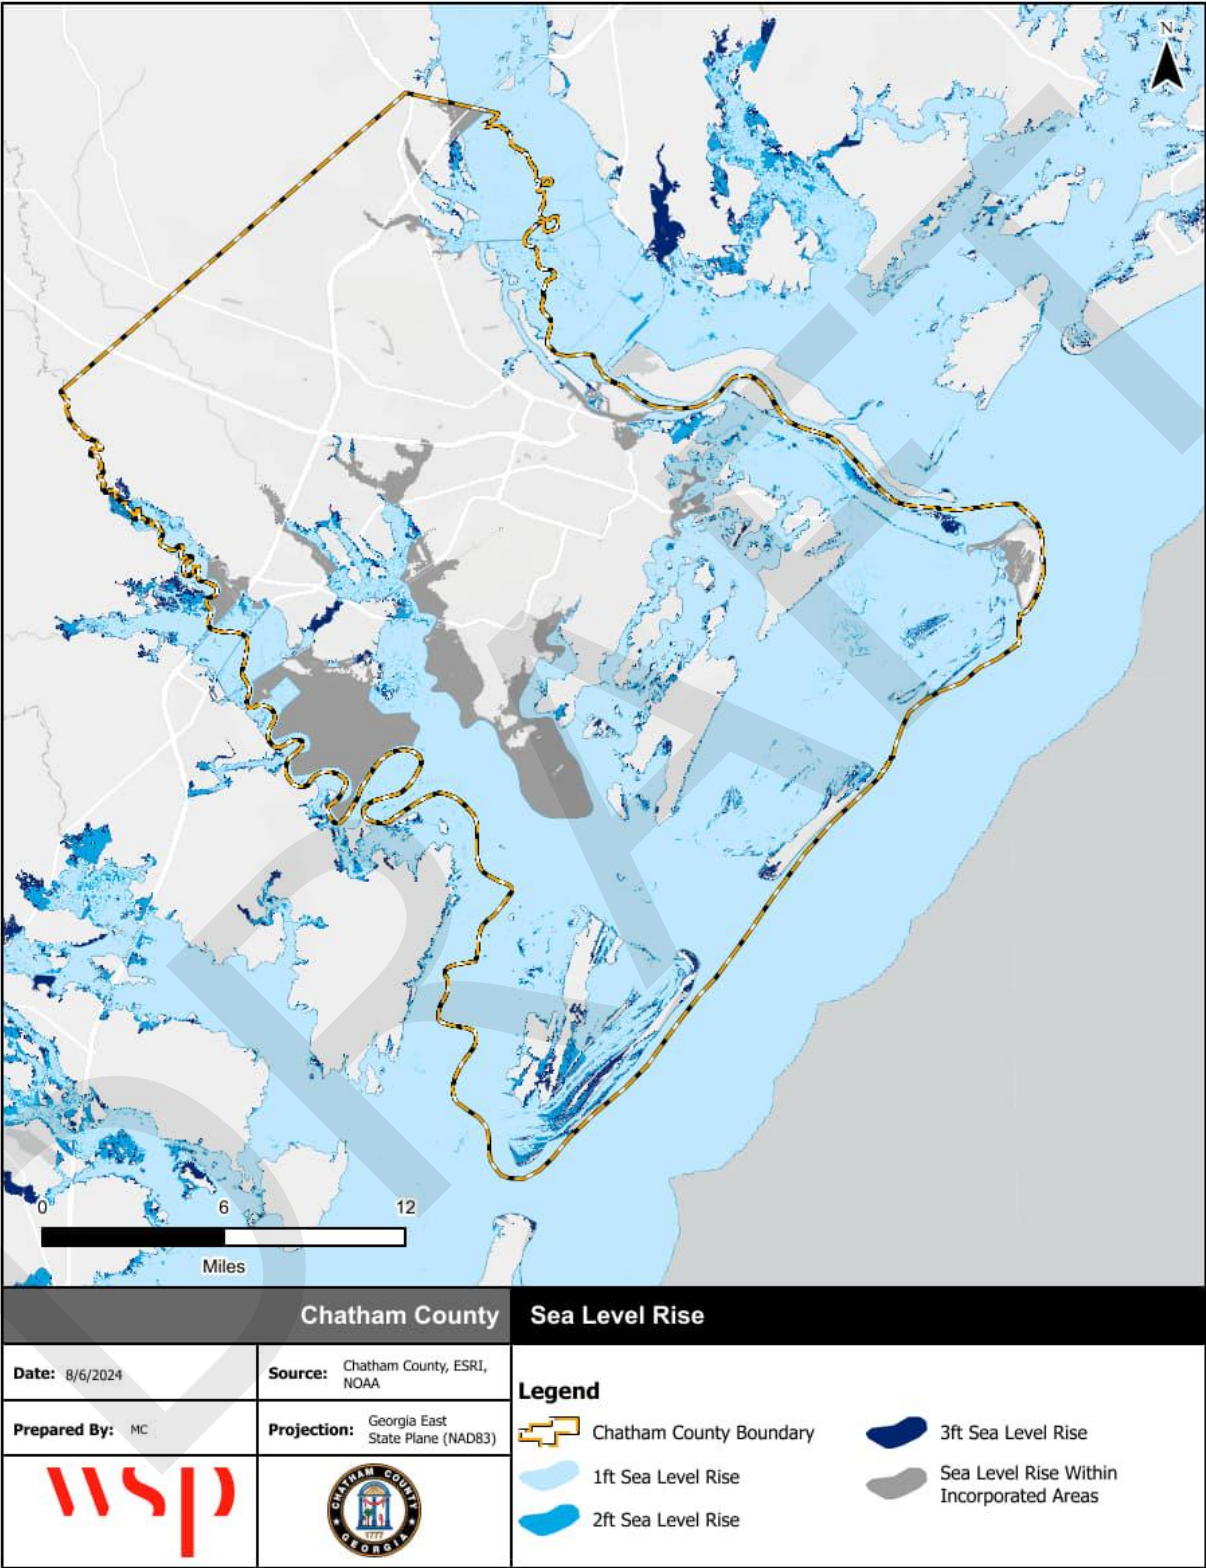 N
DRAFT
0 6 12
Miles
Chatham County
Sea Level Rise
Date: 8/6/2024
Source: Chatham County, ESRI,
NOAA
Prepared By: MC
Projection: Georgia East
State Plane (NAD83)
wsp
CHATHAM COUNTY
1777
GEORGIA
Legend
Chatham County Boundary
1ft Sea Level Rise
2ft Sea Level Rise
3ft Sea Level Rise
Sea Level Rise Within
Incorporated Areas